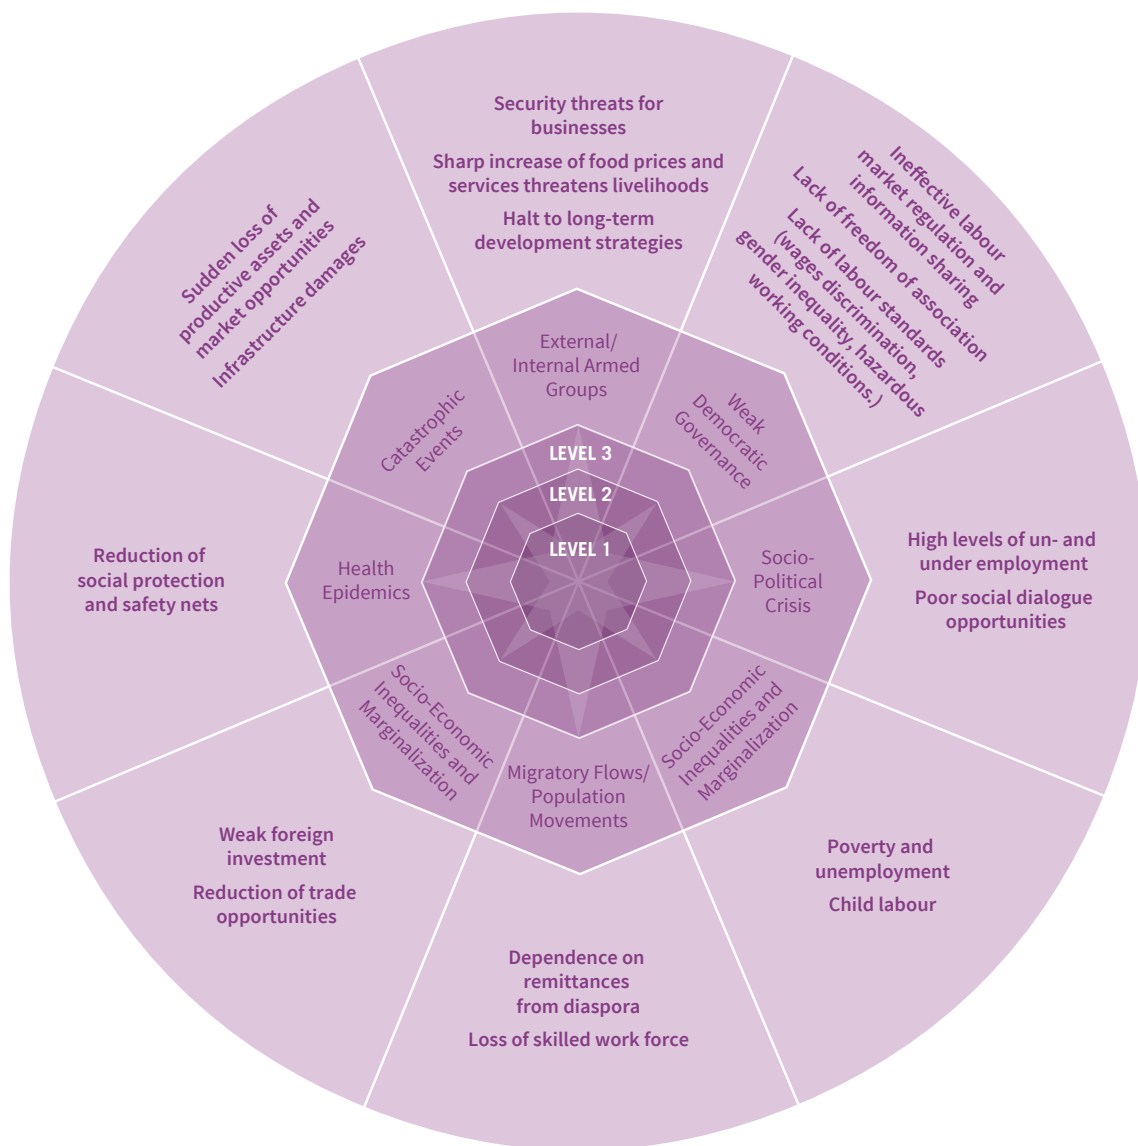 Security threats for
businesses
Sharp increase of food prices and
services threatens livelihoods
Halt to long-term
development strategies
Ineffective labour
market regulation and
information sharing
Lack of freedom of association
Lack of labour standards
(wages discrimination,
gender inequality, hazardous
working conditions.)
High levels of un- and
under employment
Poor social dialogue
opportunities
Poverty and
unemployment
Child labour
Dependence on
remittances
from diaspora
Loss of skilled work force
Weak foreign
investment
Reduction of trade
opportunities
Reduction of
social protection
and safety nets
Sudden loss of
productive assets and
market opportunities
Infrastructure damages
External/
Internal Armed
Groups
Weak
Democratic
Governance
Socio-
Political
Crisis
Socio-Economic
Inequalities and
Marginalization
Migratory Flows/
Population
Movements
Socio-Economic
Inequalities and
Marginalization
Health
Epidemics
Catastrophic
Events
LEVEL 3
LEVEL 2
LEVEL 1